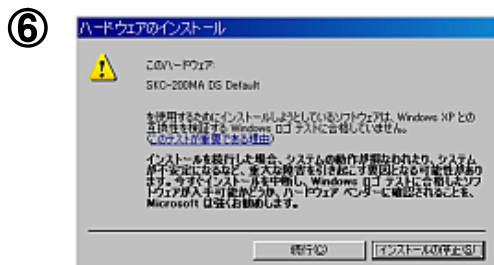 ⑥
ハードウェアのインストール
このハードウェア:
SKC-200MA DS Default
を使用するためにインストールしようとしているソフトウェアは、Windows XP との
互換性を検証する Windows ロゴ テストに合格していません。
(このテストが重要である理由)
インストールを続行した場合、システムの動作が損なわれたり、システム
が不安定になるなど、重大な障害を引き起こす要因となる可能性があり
ます。今すぐインストールを中断し、Windows ロゴ テストに合格したソフ
トウェアが入手可能かどうか、ハードウェア ベンダーに確認されることを、
Microsoft は強くお勧めします。
続行(C)
インストールの停止(S)